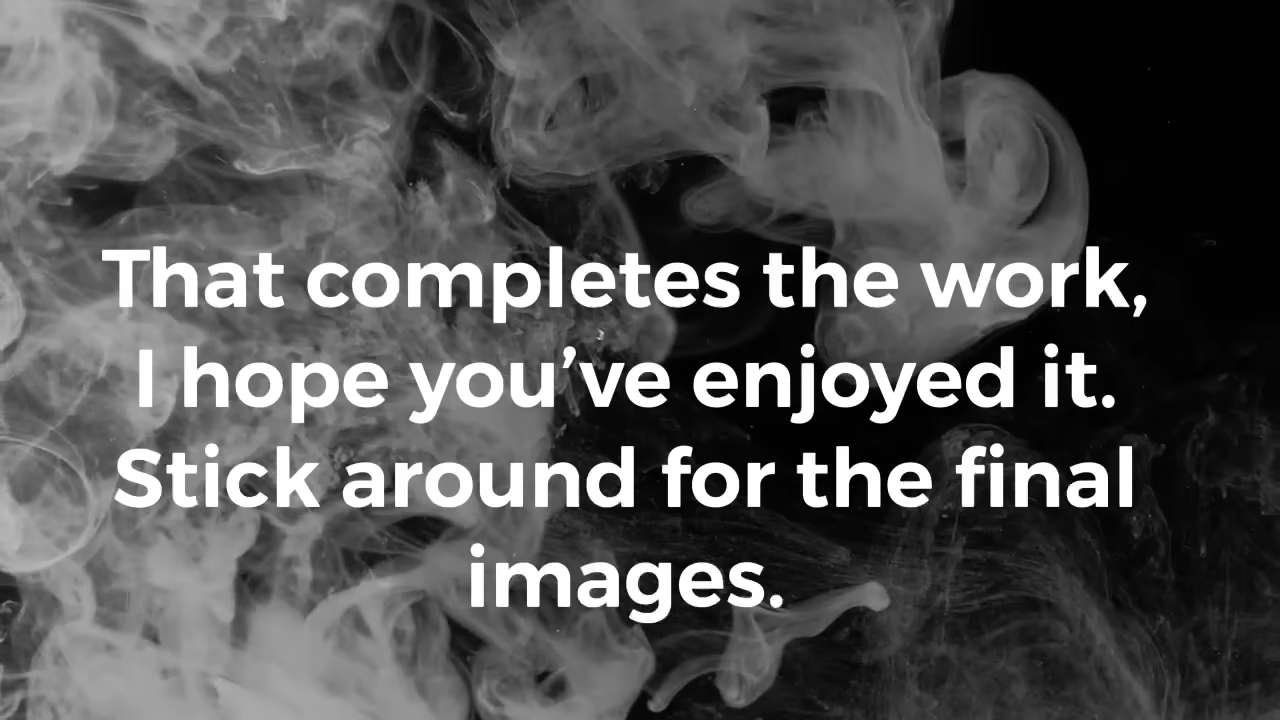 That completes the work,
I hope you’ve enjoyed it.
Stick around for the final
images.